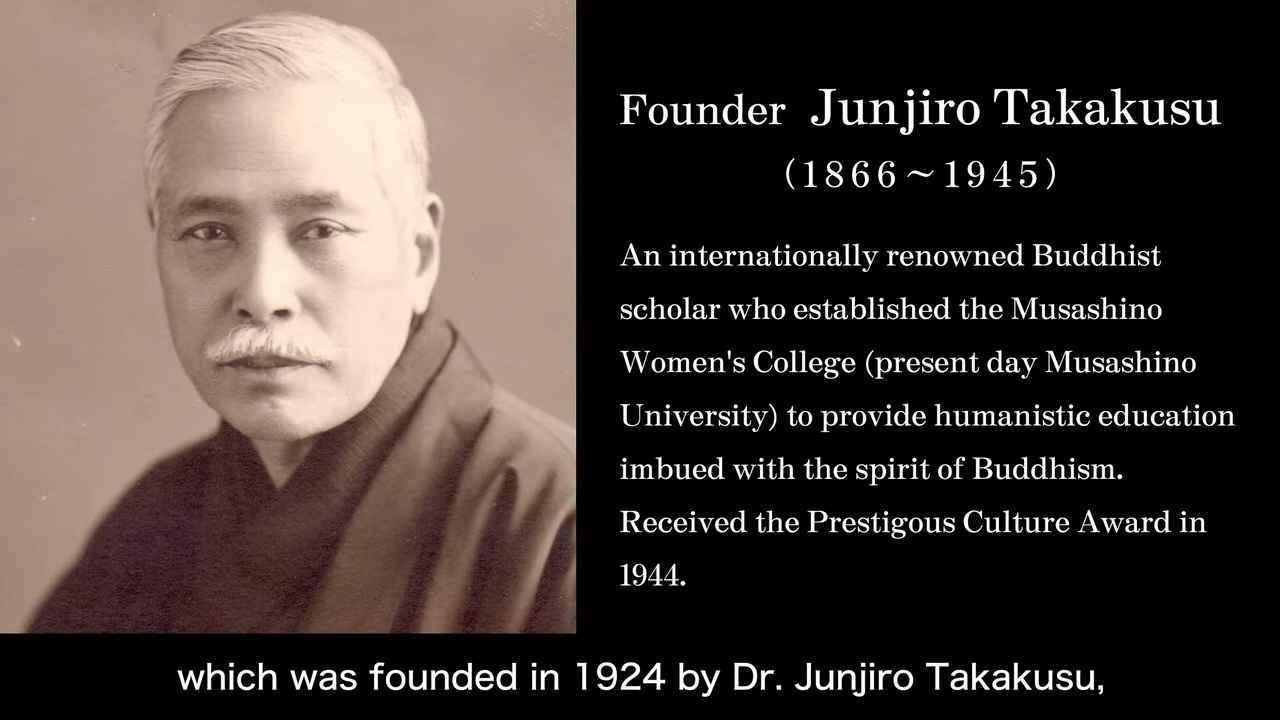 Founder Junjiro Takakusu
(1866~1945)
An internationally renowned Buddhist
scholar who established the Musashino
Women's College (present day Musashino
University) to provide humanistic education
imbued with the spirit of Buddhism.
Received the Prestigous Culture Award in
1944.
which was founded in 1924 by Dr. Junjiro Takakusu,